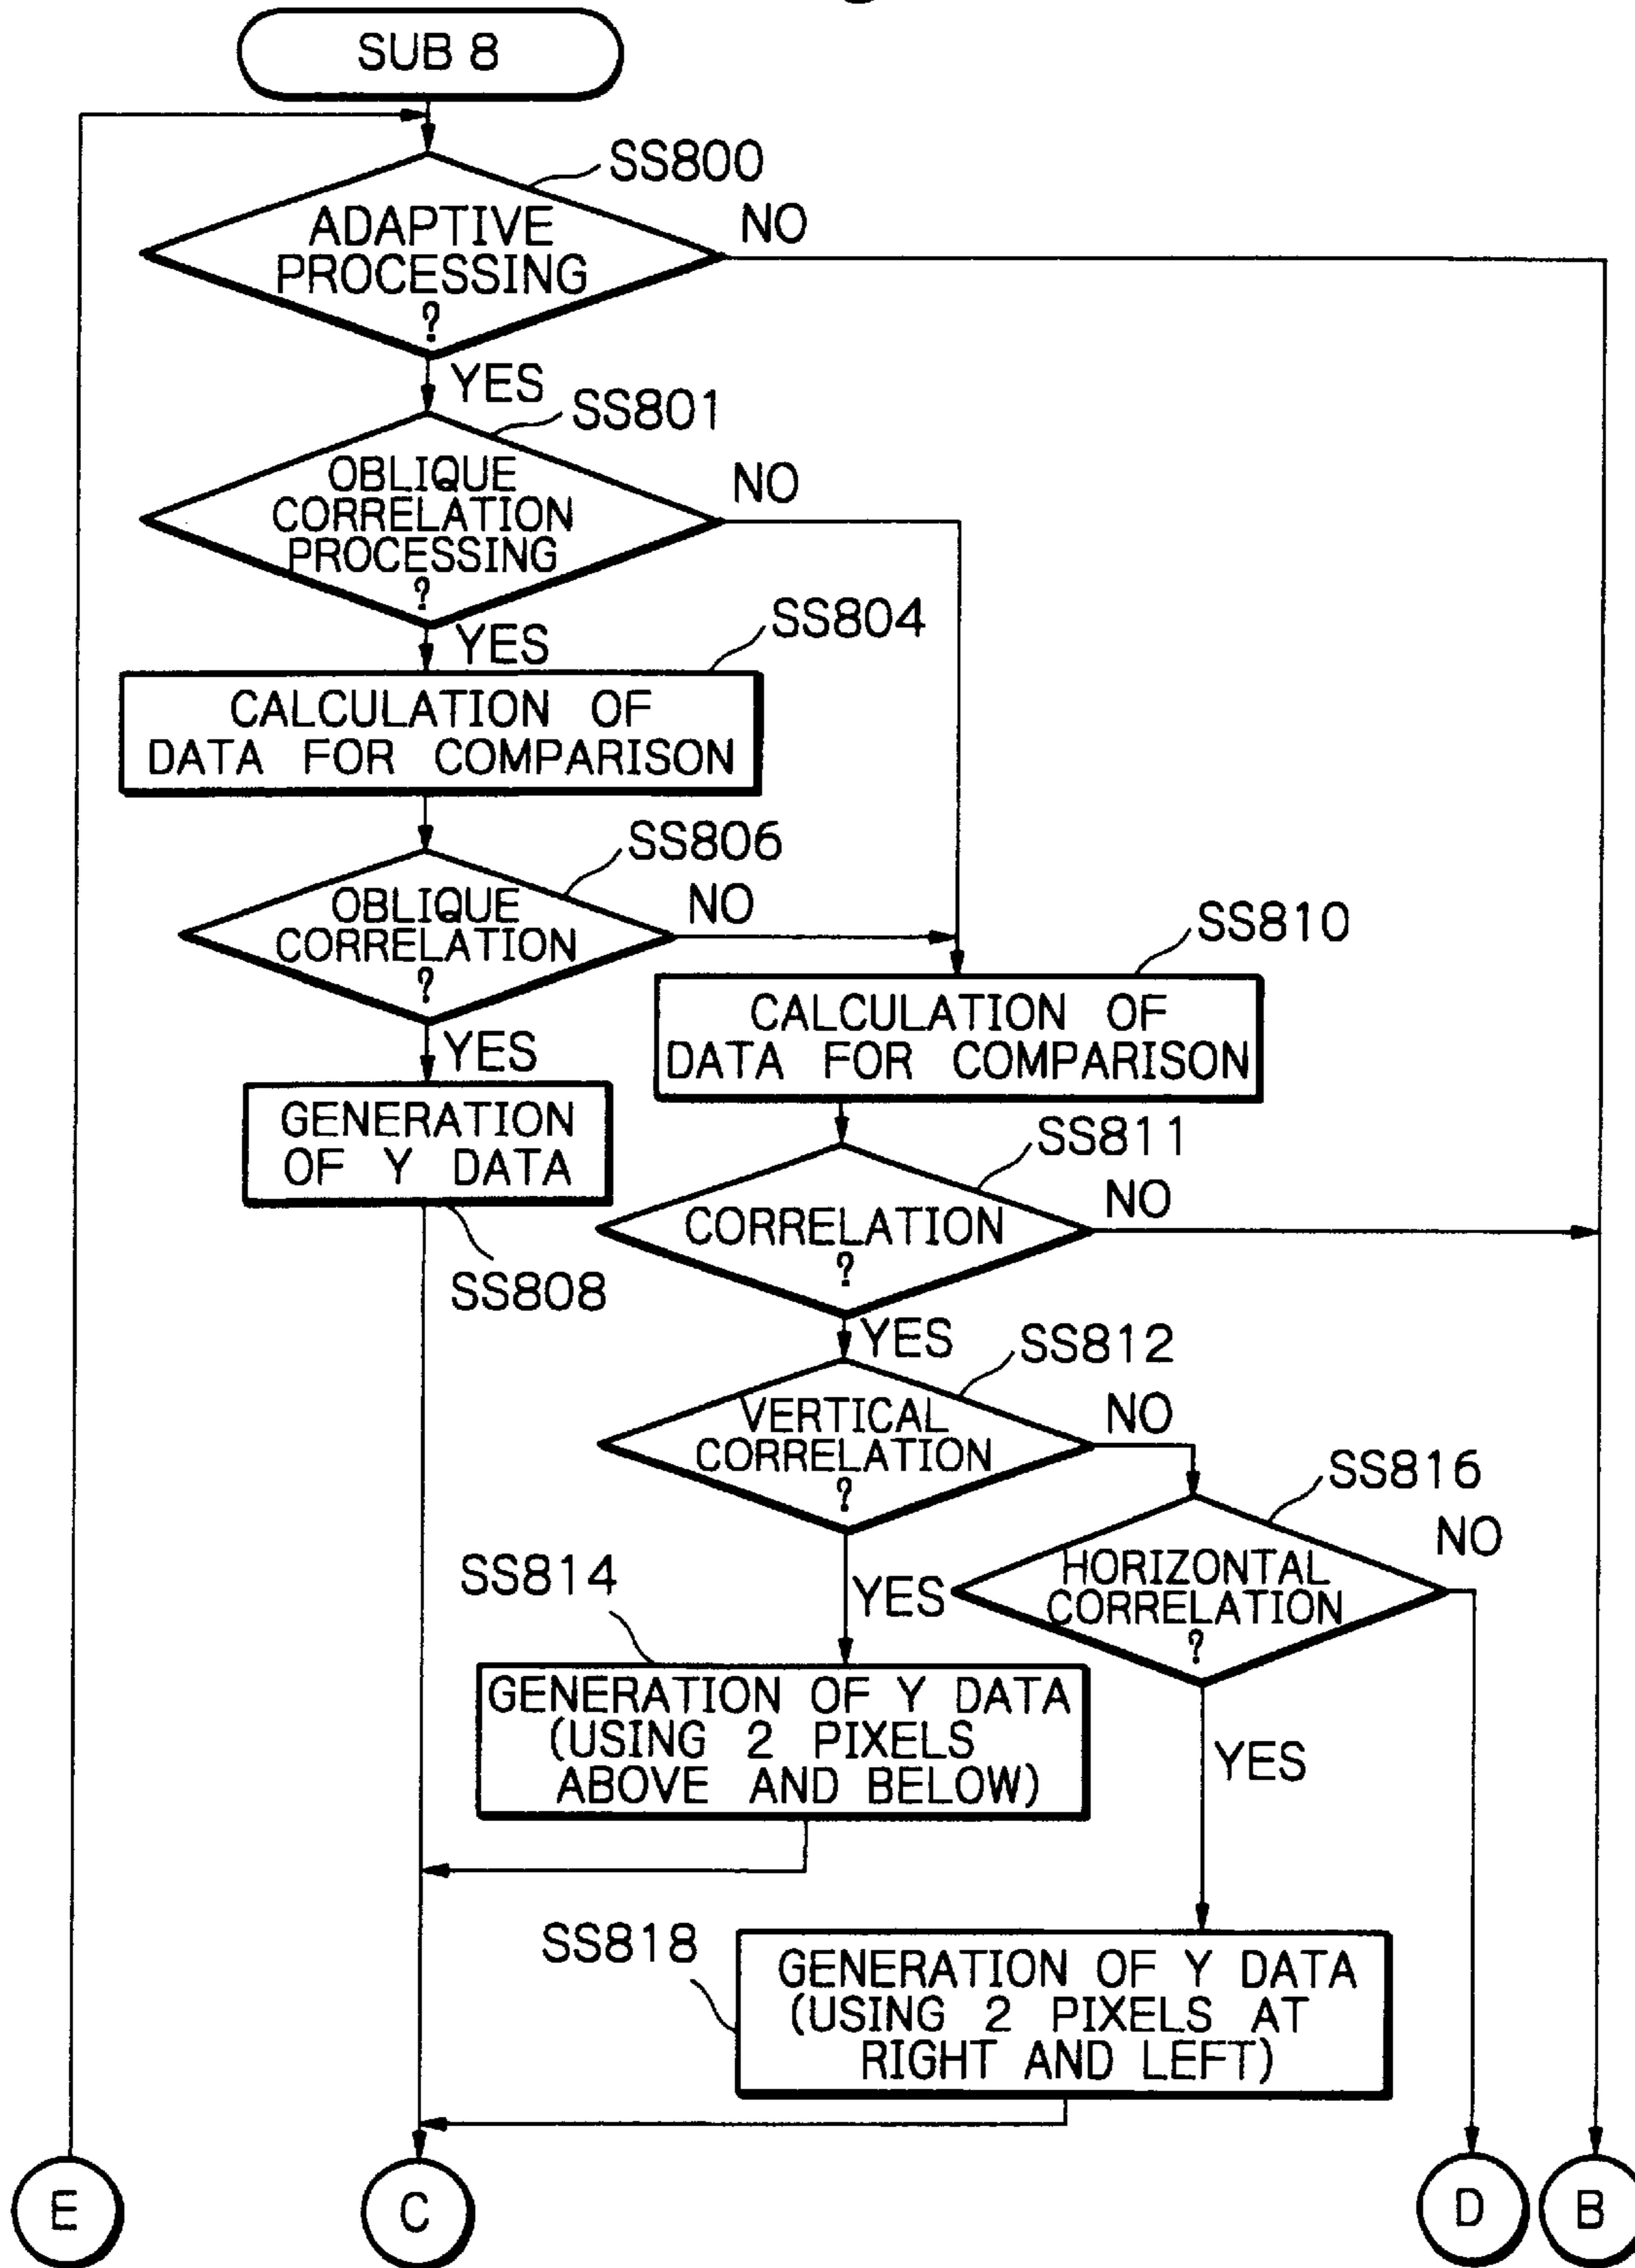 SUB 8
SS800
ADAPTIVE
PROCESSING
?
NO
YES
SS801
OBLIQUE
CORRELATION
PROCESSING
?
NO
YES
SS804
CALCULATION OF
DATA FOR COMPARISON
SS806
OBLIQUE
CORRELATION
?
NO
YES
SS810
CALCULATION OF
DATA FOR COMPARISON
GENERATION
OF Y DATA
SS808
SS811
CORRELATION
?
NO
YES
SS812
VERTICAL
CORRELATION
?
NO
YES
SS816
HORIZONTAL
CORRELATION
?
NO
YES
SS814
GENERATION OF Y DATA
(USING 2 PIXELS
ABOVE AND BELOW)
SS818
GENERATION OF Y DATA
(USING 2 PIXELS AT
RIGHT AND LEFT)
E
C
D
B